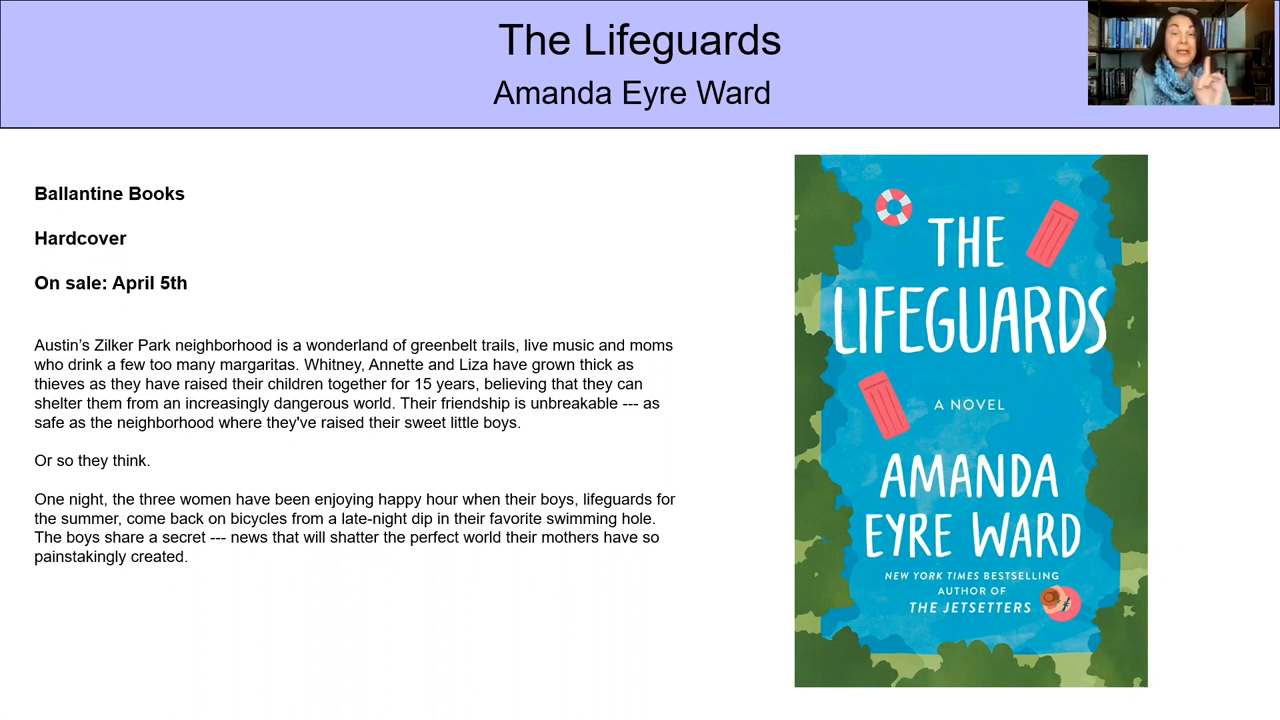 The Lifeguards
Amanda Eyre Ward
Ballantine Books
Hardcover
On sale: April 5th
Austin's Zilker Park neighborhood is a wonderland of greenbelt trails, live music and moms
who drink a few too many margaritas. Whitney, Annette and Liza have grown thick as
thieves as they have raised their children together for 15 years, believing that they can
shelter them from an increasingly dangerous world. Their friendship is unbreakable --- as
safe as the neighborhood where they've raised their sweet little boys.
Or so they think.
One night, the three women have been enjoying happy hour when their boys, lifeguards for
the summer, come back on bicycles from a late-night dip in their favorite swimming hole.
The boys share a secret --- news that will shatter the perfect world their mothers have so
painstakingly created.
THE
LIFEGUARDS
A NOVEL
AMANDA
EYRE WARD
NEW YORK TIMES BESTSELLING
AUTHOR OF
THE JETSETTERS